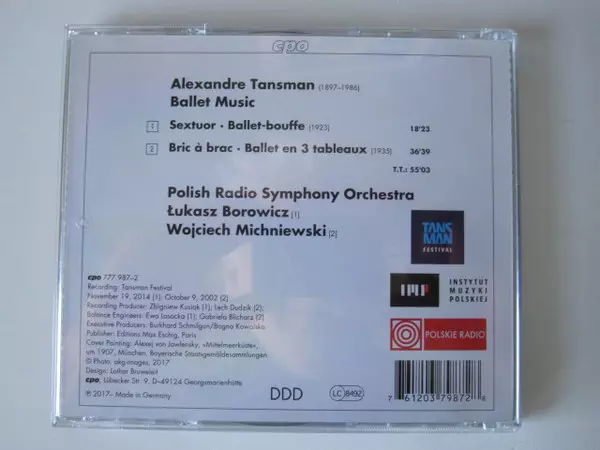 cpo
Alexandre Tansman (1897–1986)
Ballet Music
1 Sextuor · Ballet-bouffe (1923) 18'23
2 Bric à brac · Ballet en 3 tableaux (1935) 36'39
T.T.: 55'03
Polish Radio Symphony Orchestra
Łukasz Borowicz [1]
Wojciech Michniewski [2]
TANS
MAN
FESTIVAL
IMP
INSTYTUT
MUZYKI
POLSKIEJ
POLSKIE RADIO
cpo 777 987–2
Recording: Tansman Festival
November 19, 2014 (1); October 9, 2002 (2)
Recording Producer: Zbigniew Kusiak (1); Lech Dudzik (2)
Balance Engineers: Ewa Lasocka (1); Gabriela Blicharz (2)
Executive Producers: Burkhard Schmilgun/Bogna Kowalska
Publisher: Editions Max Eschig, Paris
Cover Painting: Alexej von Jawlensky, »Mittelmeerküste«,
um 1907, München, Bayerische Staatsgemäldesammlungen
© Photo: akg-images, 2017
Design: Lothar Bruweleit
cpo, Lübecker Str. 9, D–49124 Georgsmarienhütte
℗ 2017– Made in Germany
DDD
LC 8492
7 61203 79872 8